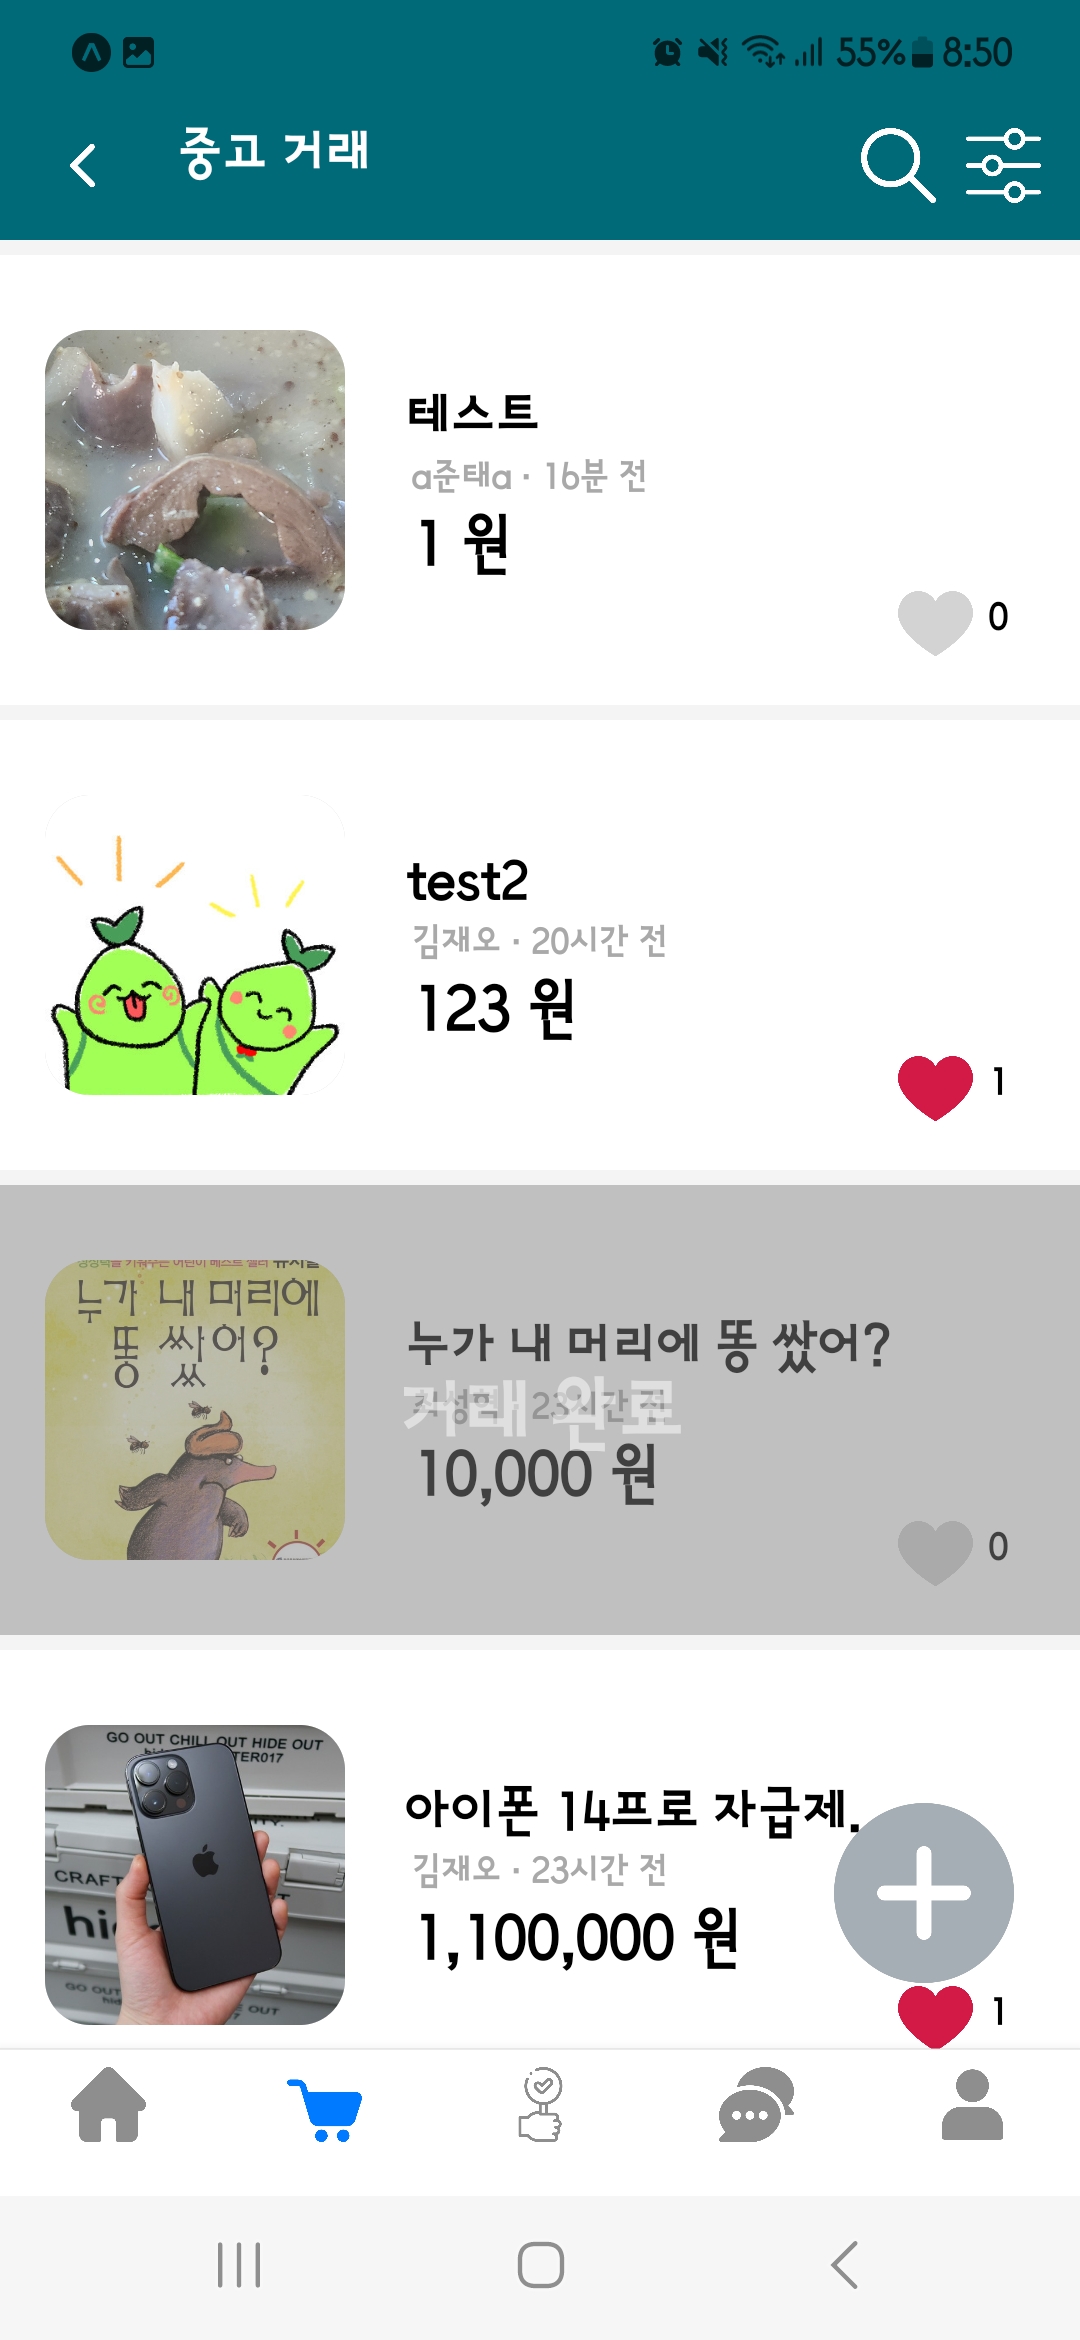 55% 8:50
중고 거래
테스트
a준태a · 16분 전
1 원
0
test2
김재오 · 20시간 전
123 원
1
누가 내 머리에
똥 쌌어?
누가 내 머리에 똥 쌌어?
23시간 전
거래 완료
10,000 원
0
GO OUT CHILL OUT HIDE OUT
TER017
CRAFT
hi
GO OUT
OUT
아이폰 14프로 자급제.
김재오 · 23시간 전
1,100,000 원
1